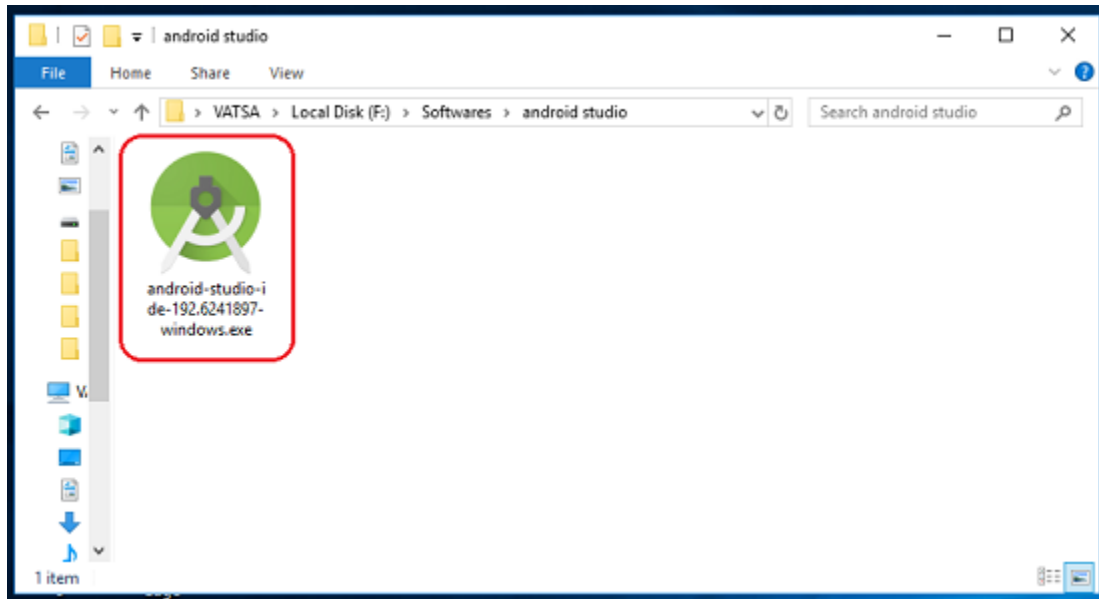 android studio
File Home Share View
VATSA > Local Disk (F:) > Softwares > android studio
Search android studio
android-studio-i
de-192.6241897-
windows.exe
1 item